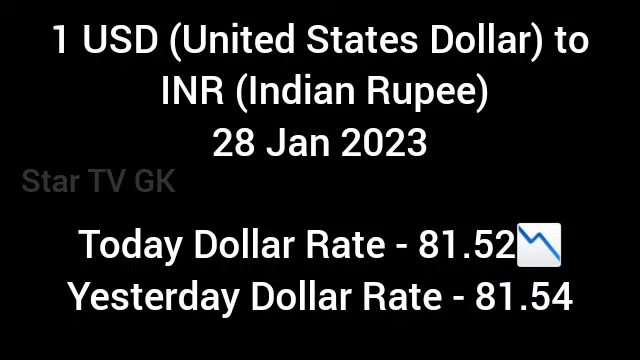 1 USD (United States Dollar) to
INR (Indian Rupee)
28 Jan 2023
Star TV GK
Today Dollar Rate - 81.52📉
Yesterday Dollar Rate - 81.54